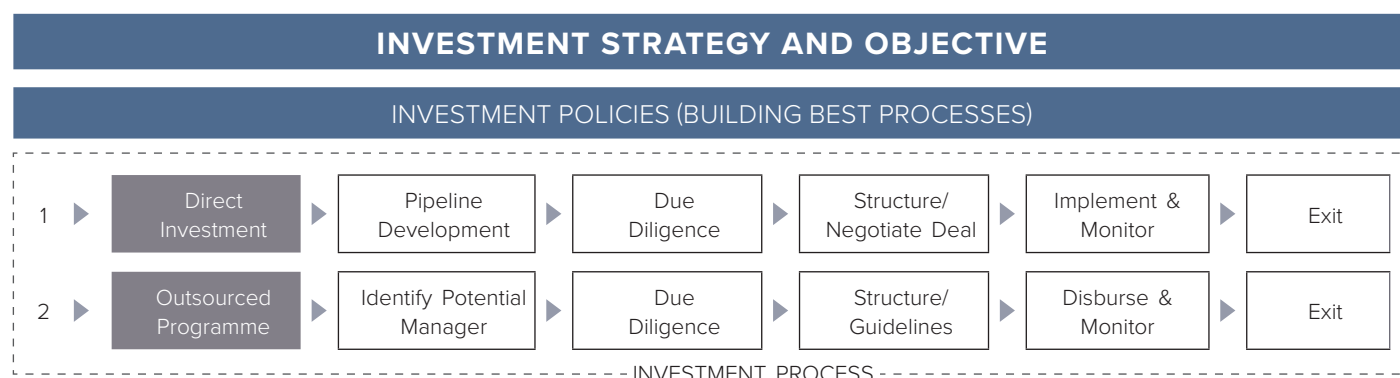 INVESTMENT STRATEGY AND OBJECTIVE
INVESTMENT POLICIES (BUILDING BEST PROCESSES)
1
Direct
Investment
Pipeline
Development
Due
Diligence
Structure/
Negotiate Deal
Implement &
Monitor
Exit
2
Outsourced
Programme
Identify Potential
Manager
Due
Diligence
Structure/
Guidelines
Disburse &
Monitor
Exit
INVESTMENT PROCESS